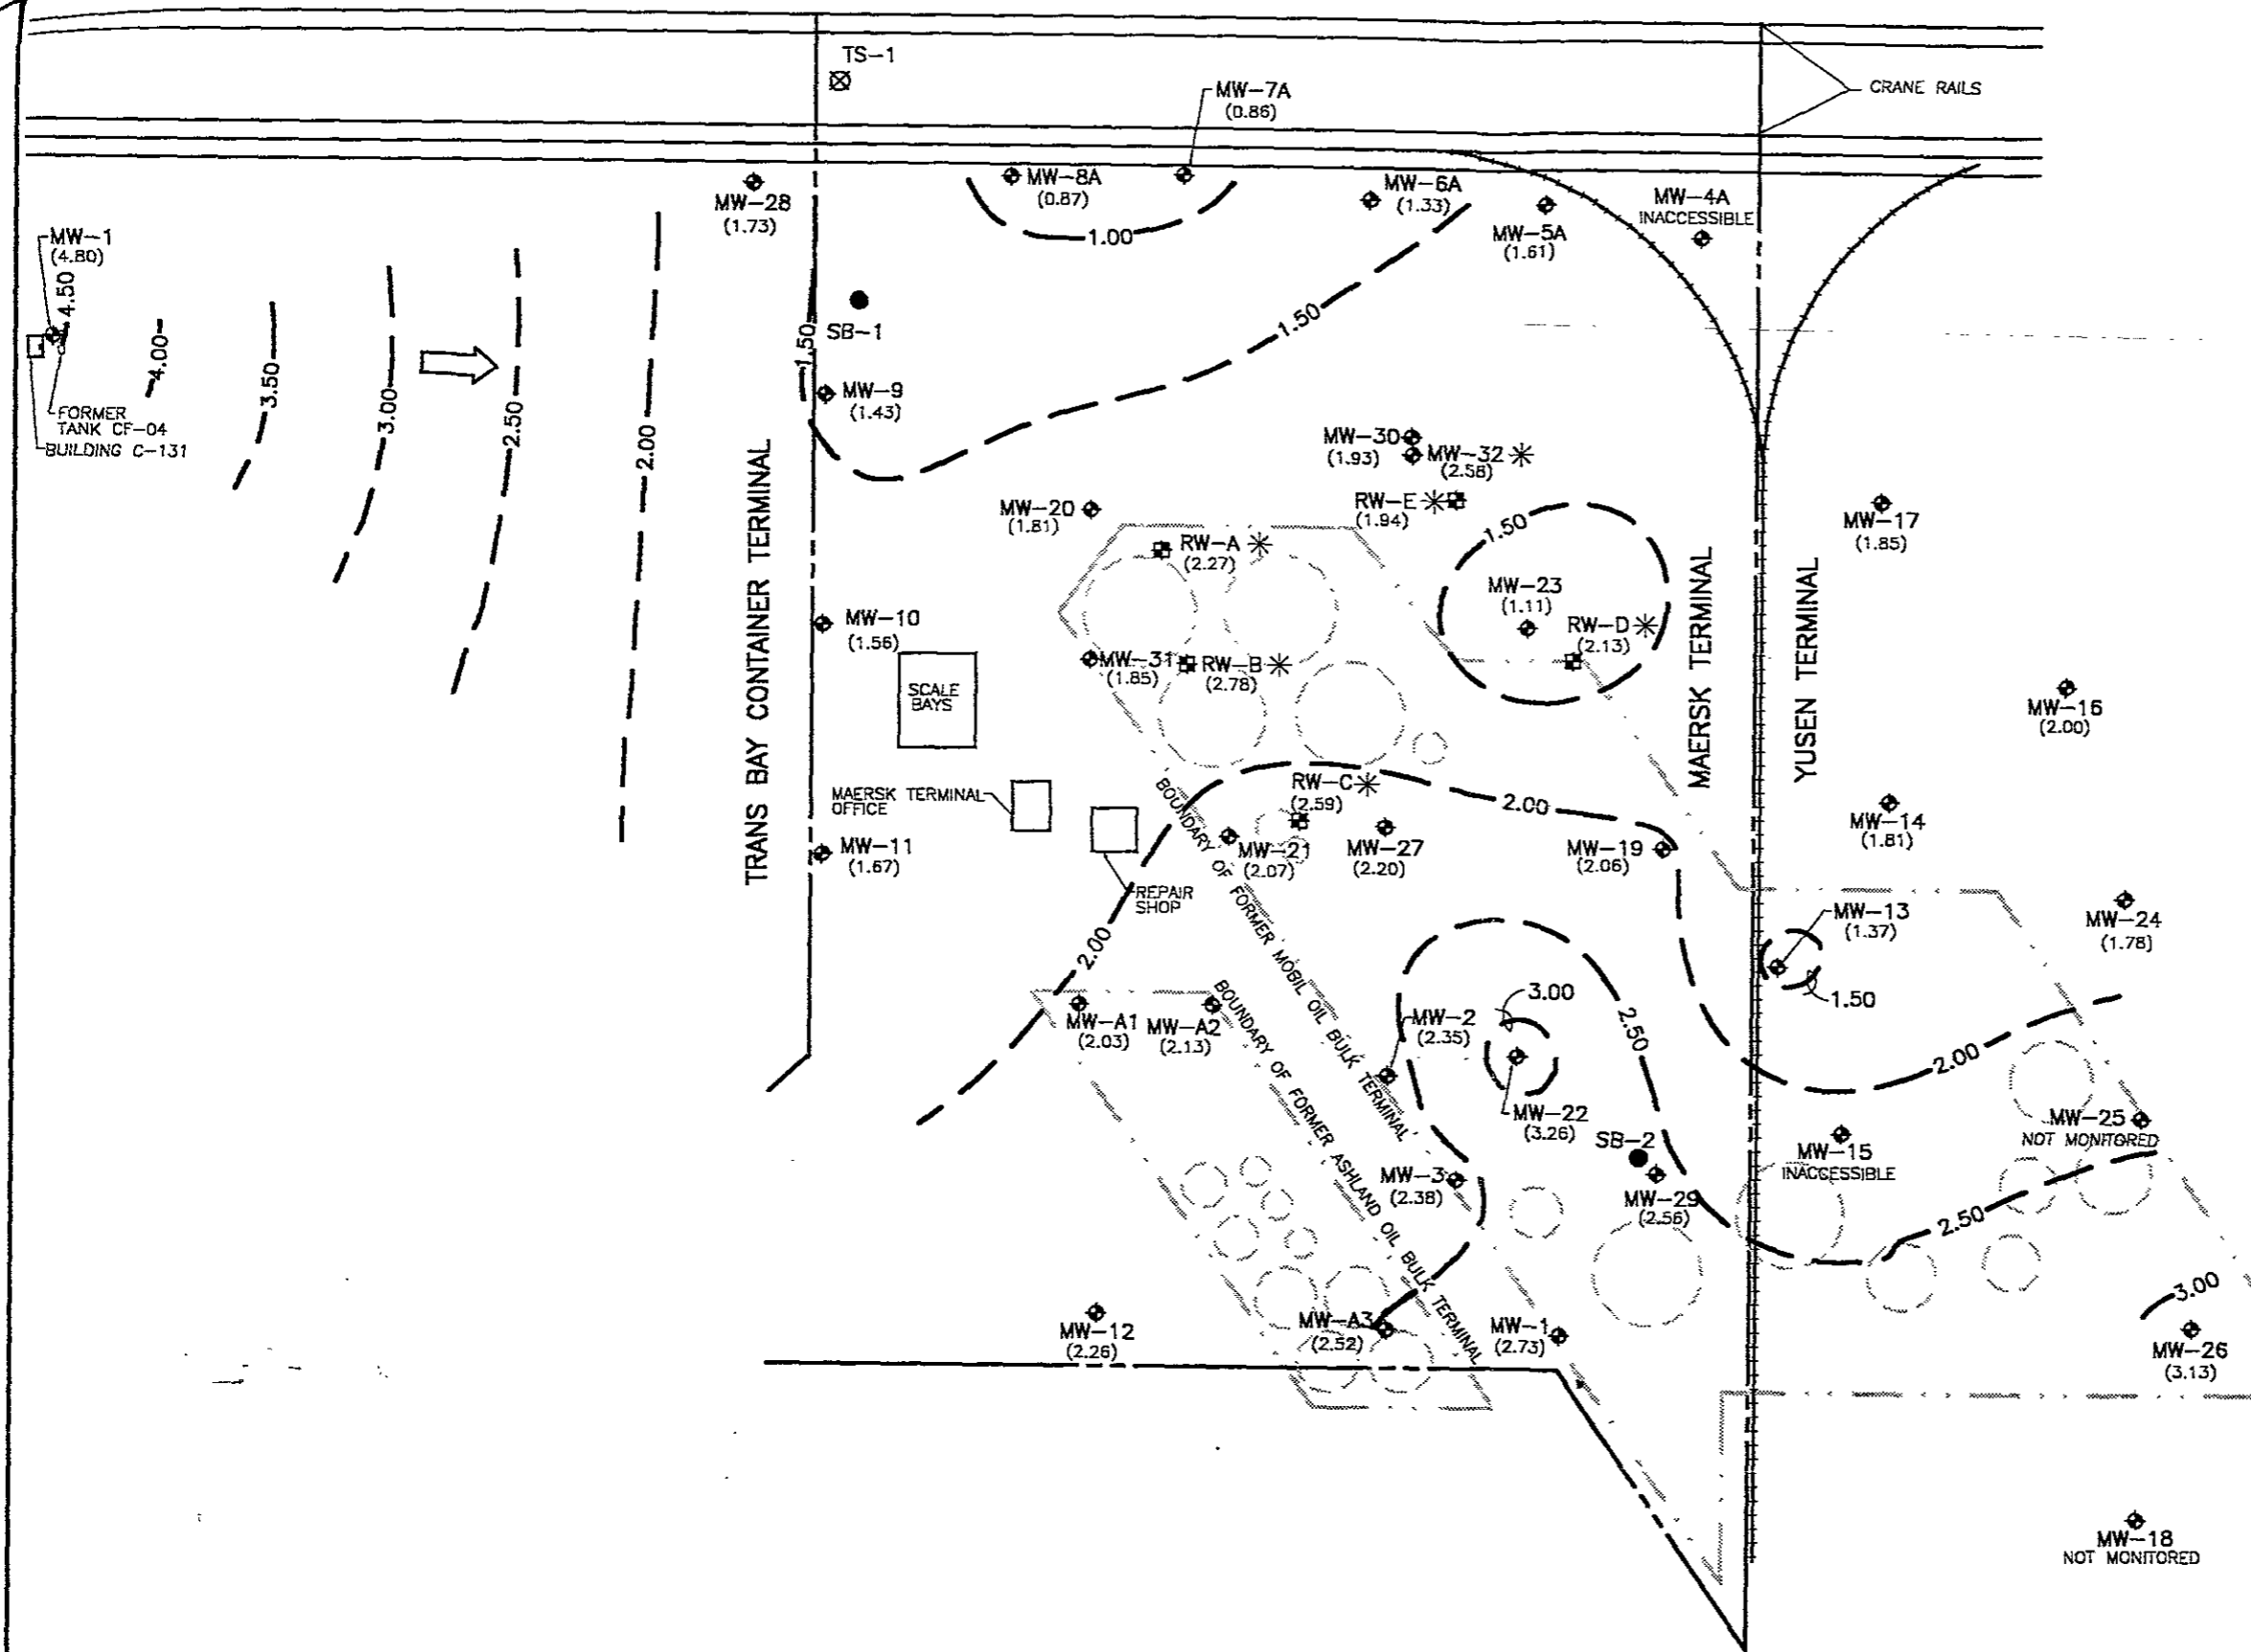 TS-1
MW-7A
(0.86)
CRANE RAILS
MW-8A
(0.87)
MW-6A
(1.33)
MW-28
(1.73)
MW-4A
INACCESSIBLE
MW-5A
(1.61)
MW-1
(4.80)
4.50
1.00
1.50
SB-1
1.50
4.00
3.50
3.00
2.50
2.00
MW-9
(1.43)
FORMER
TANK CF-04
BUILDING C-131
TRANS BAY CONTAINER TERMINAL
MW-30
(1.93)
MW-32
(2.58)
RW-E
(1.94)
MW-20
(1.81)
RW-A
(2.27)
1.50
MW-17
(1.85)
MW-23
(1.11)
RW-D
(2.13)
MW-10
(1.56)
MAERSK TERMINAL
YUSEN TERMINAL
MW-31
(1.85)
RW-B
(2.78)
SCALE
BAYS
MW-16
(2.00)
MAERSK TERMINAL
OFFICE
RW-C
(2.59)
2.00
MW-14
(1.81)
MW-11
(1.67)
MW-21
(2.07)
MW-27
(2.20)
MW-19
(2.06)
REPAIR
SHOP
BOUNDARY OF FORMER MOBIL OIL BULK TERMINAL
MW-13
(1.37)
MW-24
(1.78)
2.00
1.50
3.00
2.50
MW-A1
(2.03)
MW-A2
(2.13)
MW-2
(2.35)
BOUNDARY OF FORMER ASHLAND OIL BULK TERMINAL
2.00
MW-22
(3.26)
SB-2
MW-25
NOT MONITORED
MW-15
INACCESSIBLE
MW-3
(2.38)
MW-29
(2.56)
2.50
3.00
MW-12
(2.26)
MW-A3
(2.52)
MW-1
(2.73)
MW-26
(3.13)
MW-18
NOT MONITORED